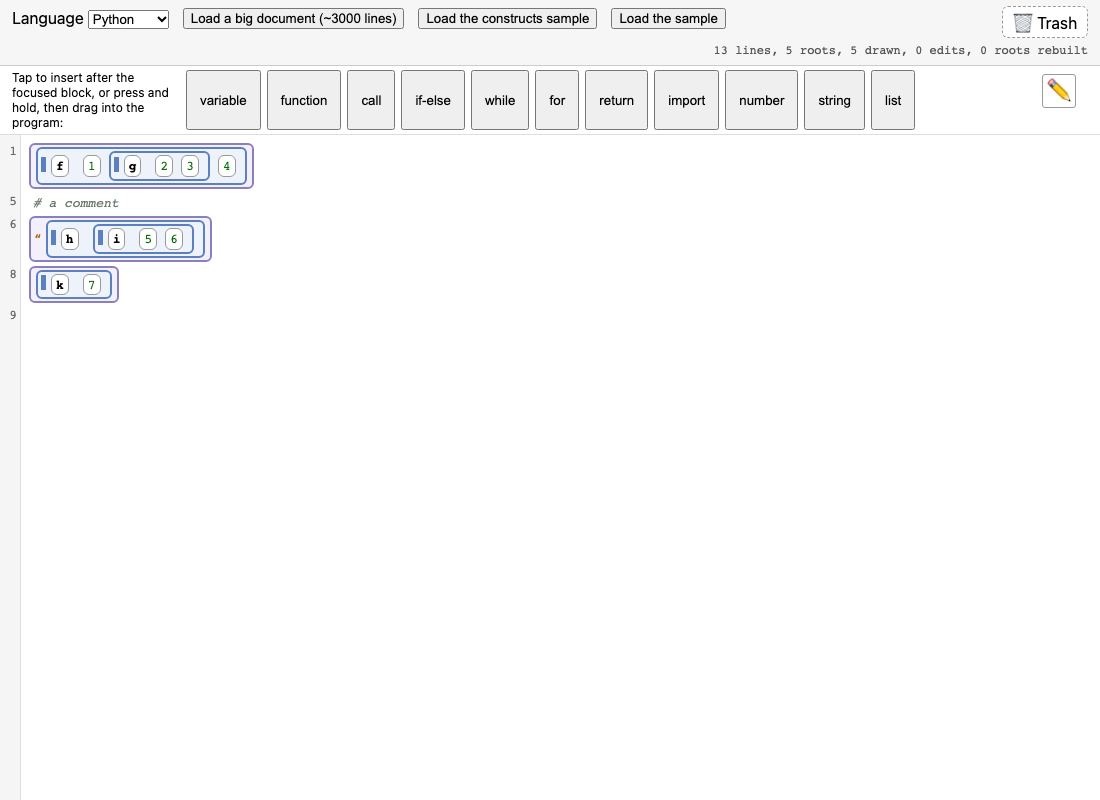 Language Python Load a big document (~3000 lines) Load the constructs sample Load the sample Trash
13 lines, 5 roots, 5 drawn, 0 edits, 0 roots rebuilt
Tap to insert after the
focused block, or press and
hold, then drag into the
program:
variable function call if-else while for return import number string list
1 f 1 g 2 3 4
5 # a comment
6 “ h i 5 6
8 k 7
9